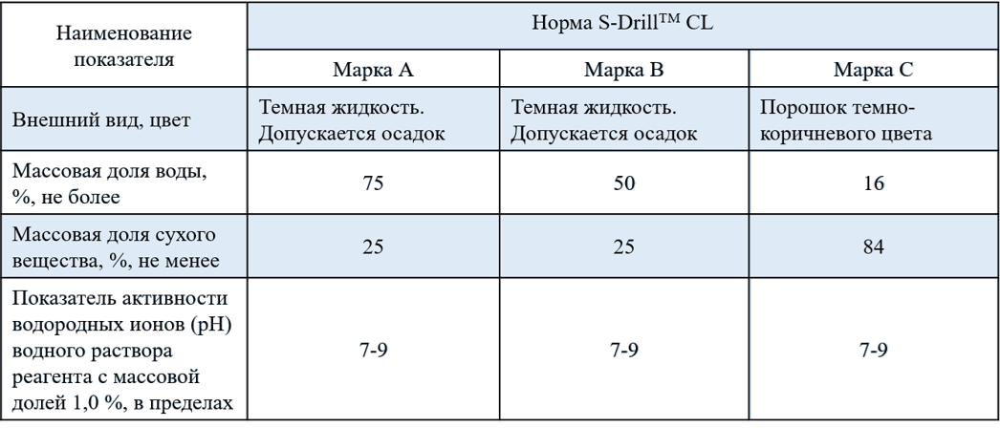 Наименование
показателя
Норма S-Drill™ CL
Марка А
Марка В
Марка С
Внешний вид, цвет
Темная жидкость.
Допускается осадок
Темная жидкость.
Допускается осадок
Порошок темно-
коричневого цвета
Массовая доля воды,
%, не более
75
50
16
Массовая доля сухого
вещества, %, не менее
25
25
84
Показатель активности
водородных ионов (рН)
водного раствора
реагента с массовой
долей 1,0 %, в пределах
7-9
7-9
7-9